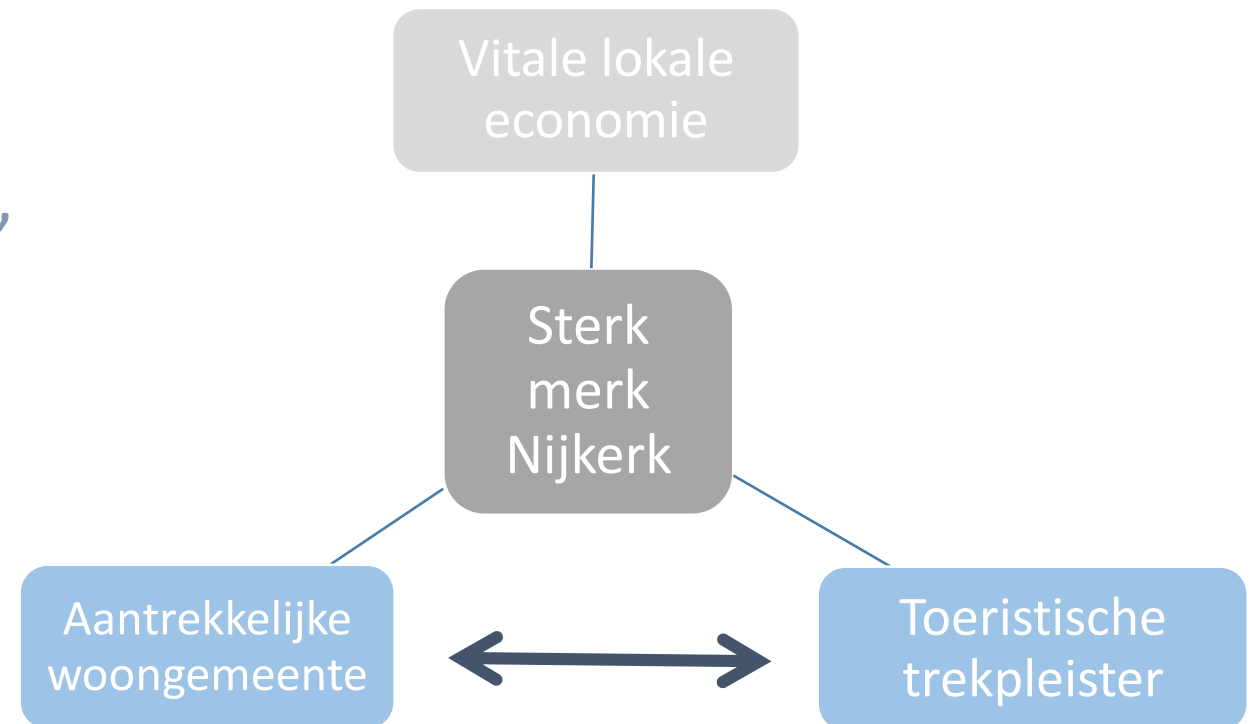 Vitale lokale
economie
Sterk
merk
Nijkerk
Aantrekkelijke
woongemeente
Toeristische
trekpleister